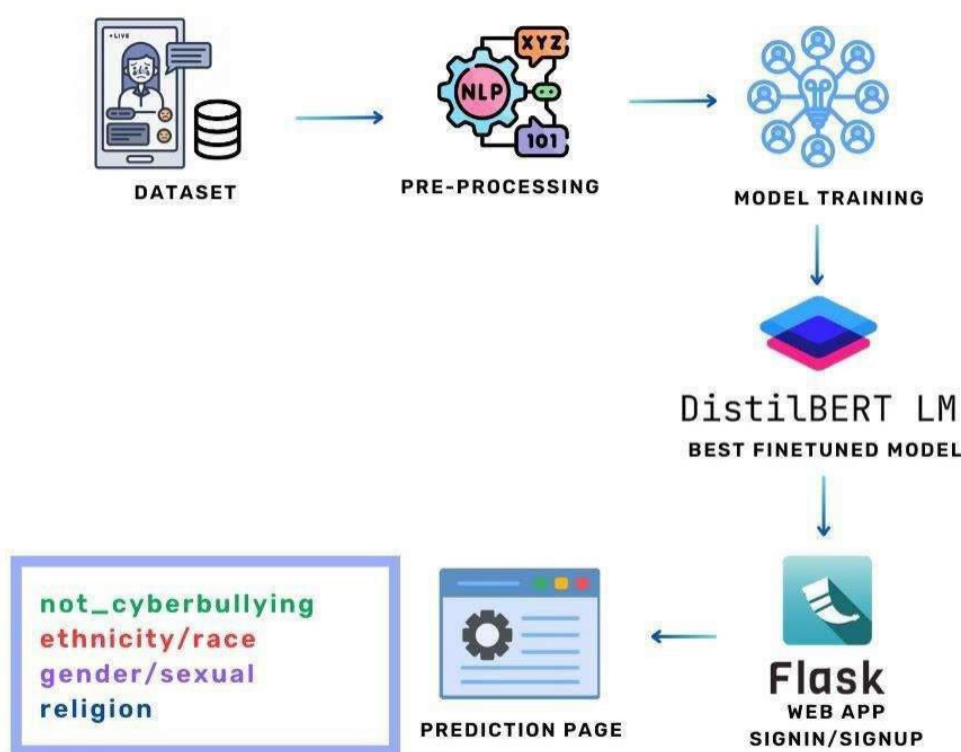 LIVE
XYZ
NLP
101
DATASET
PRE-PROCESSING
MODEL TRAINING
DistilBERT LM
BEST FINETUNED MODEL
not_cyberbullying
ethnicity/race
gender/sexual
religion
PREDICTION PAGE
Flask
WEB APP
SIGNIN/SIGNUP